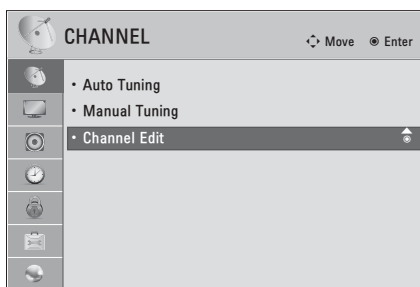 CHANNEL
Move Enter
• Auto Tuning
• Manual Tuning
• Channel Edit